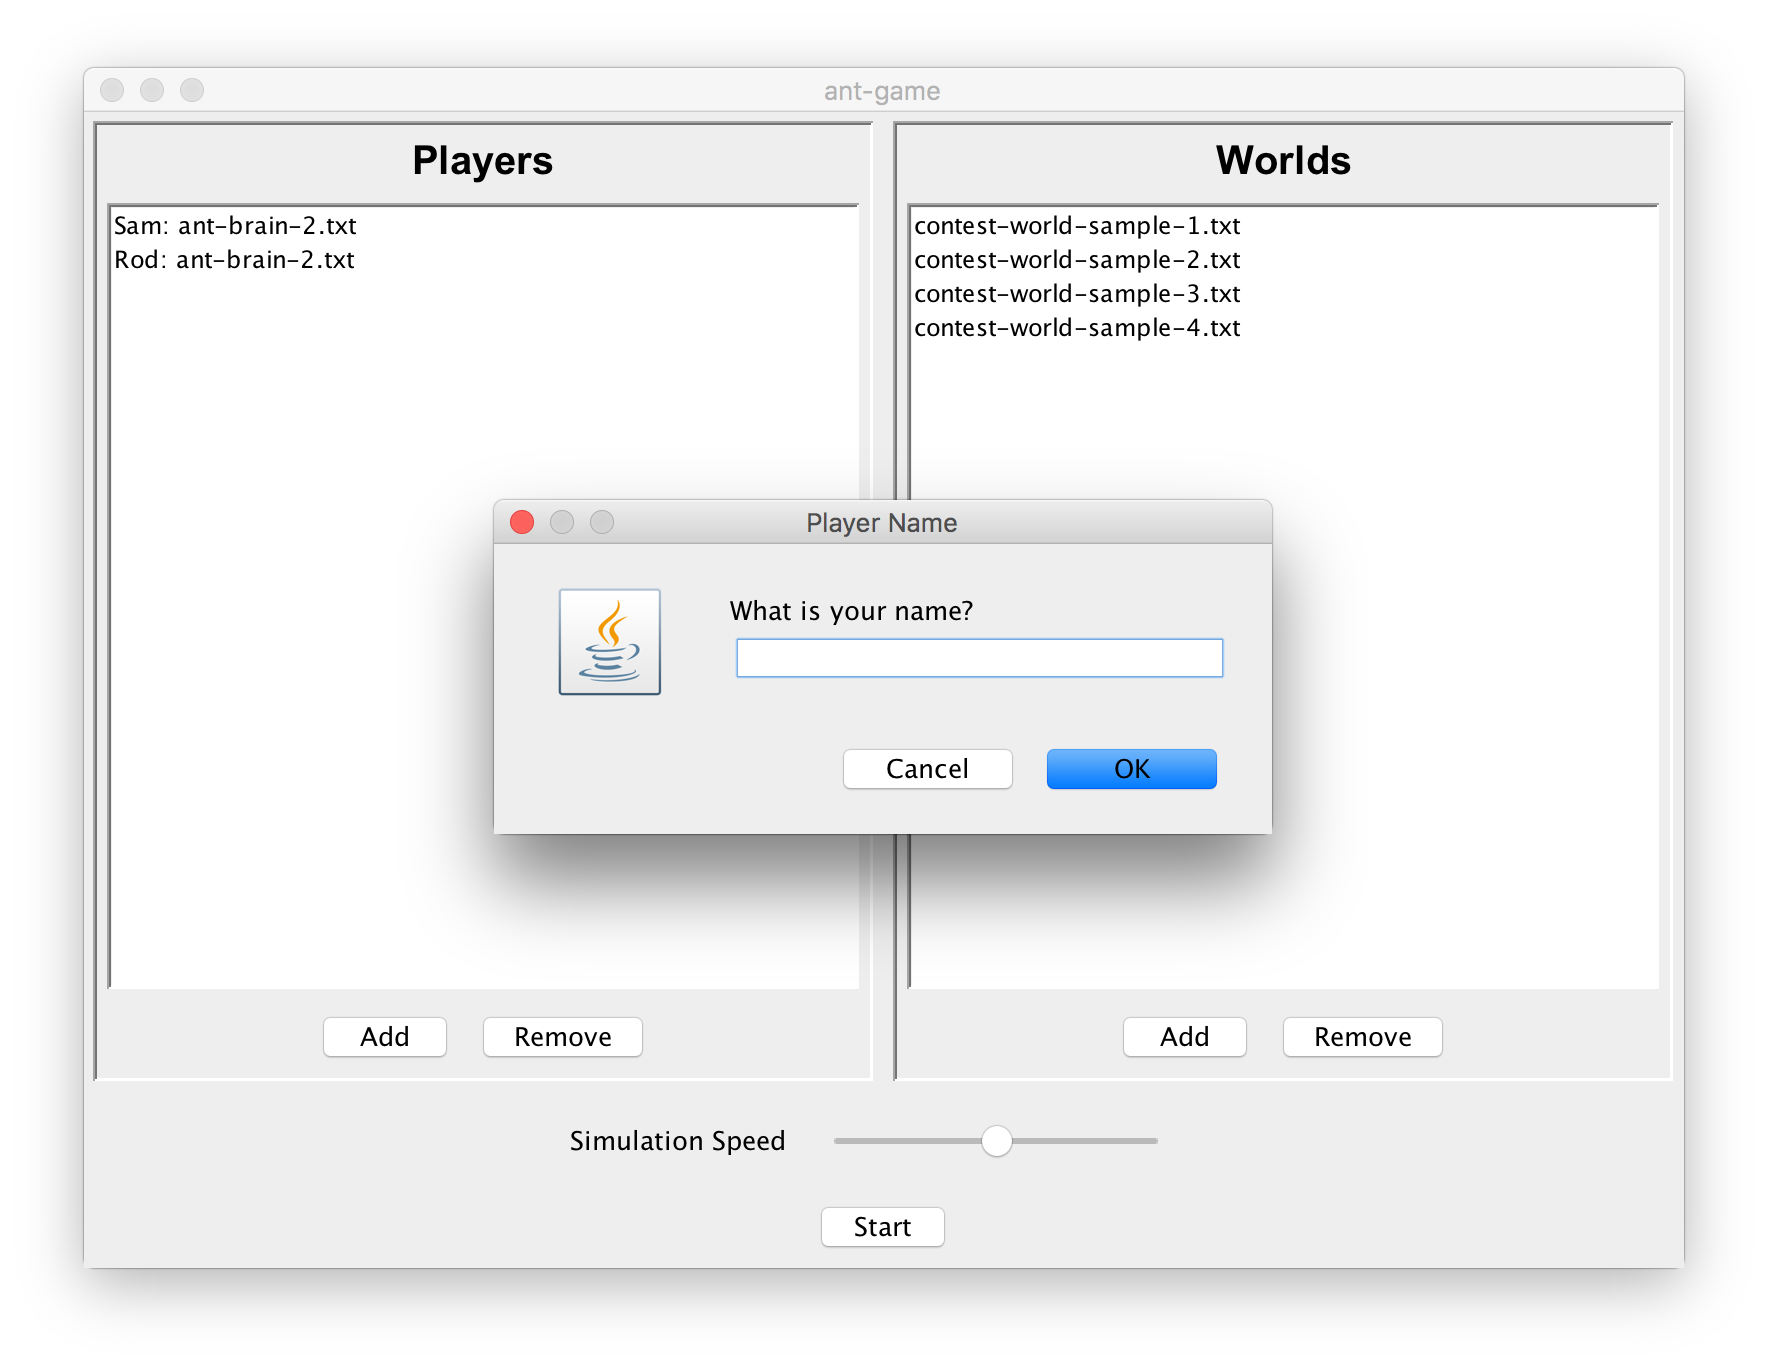 ant-game
Players
Sam: ant-brain-2.txt
Rod: ant-brain-2.txt
Add
Remove
Worlds
contest-world-sample-1.txt
contest-world-sample-2.txt
contest-world-sample-3.txt
contest-world-sample-4.txt
Add
Remove
Player Name
What is your name?
Cancel
OK
Simulation Speed
Start